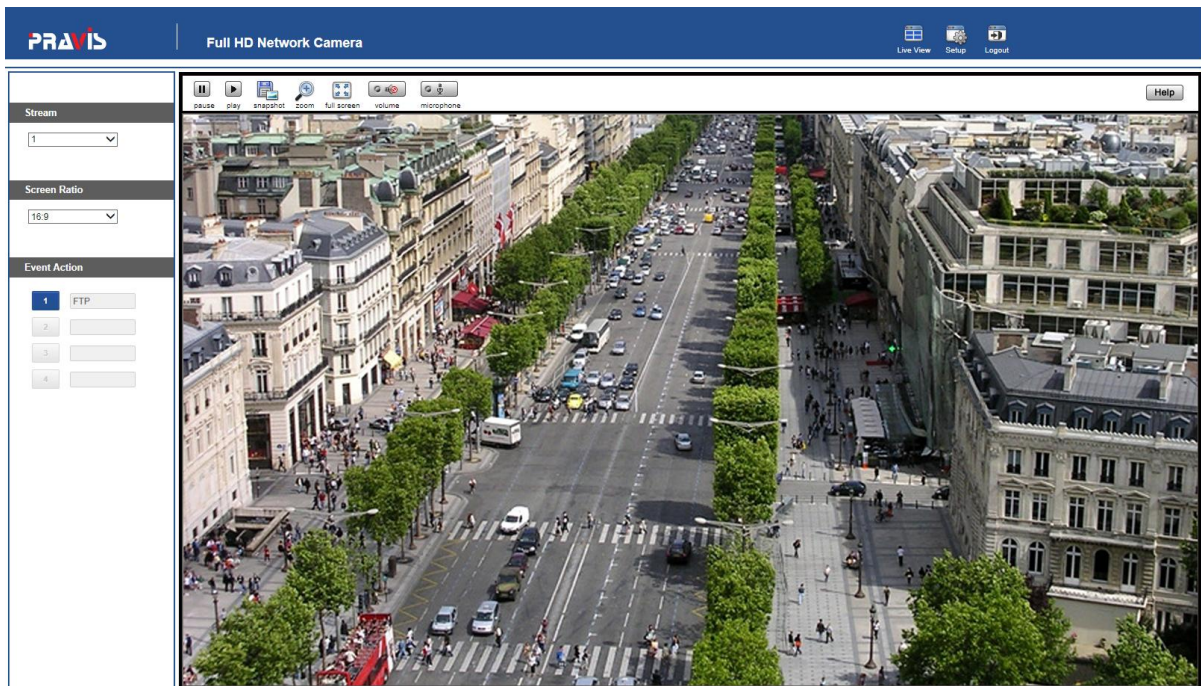 PRAVIS
Full HD Network Camera
Live View
Setup
Logout
pause
play
snapshot
zoom
full screen
volume
microphone
Help
Stream
1
Screen Ratio
16:9
Event Action
1 FTP
2
3
4